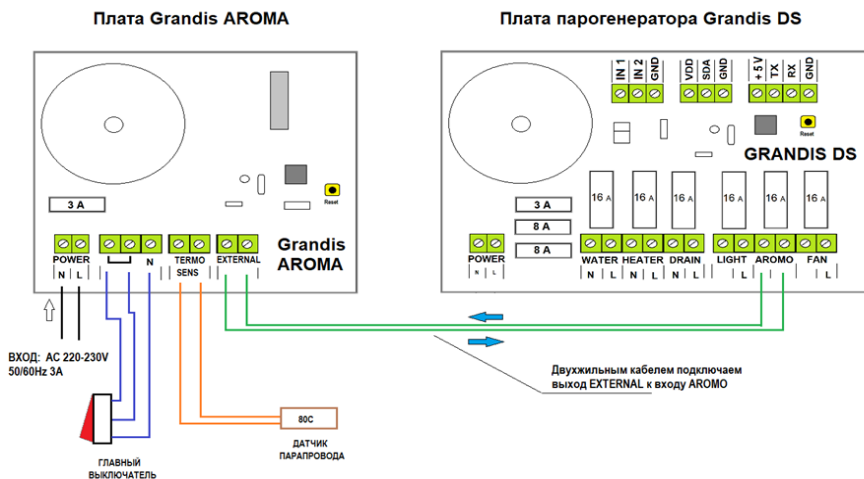 Плата Grandis AROMA
Плата парогенератора Grandis DS
IN 1
IN 2
GND
VDD
SDA
GND
+ 5 V
TX
RX
GND
Reset
Reset
GRANDIS DS
3 A
3 A
8 A
8 A
16 A
16 A
16 A
16 A
16 A
16 A
Grandis
AROMA
POWER
N L
N
TERMO
SENS
EXTERNAL
POWER
N L
WATER
N L
HEATER
N L
DRAIN
N L
LIGHT
L
AROMO
FAN
L
ВХОД: AC 220-230V
50/60Hz 3A
Двухжильным кабелем подключаем
выход EXTERNAL к входу AROMO
80C
ДАТЧИК
ПАРАПРОВОДА
ГЛАВНЫЙ
ВЫКЛЮЧАТЕЛЬ